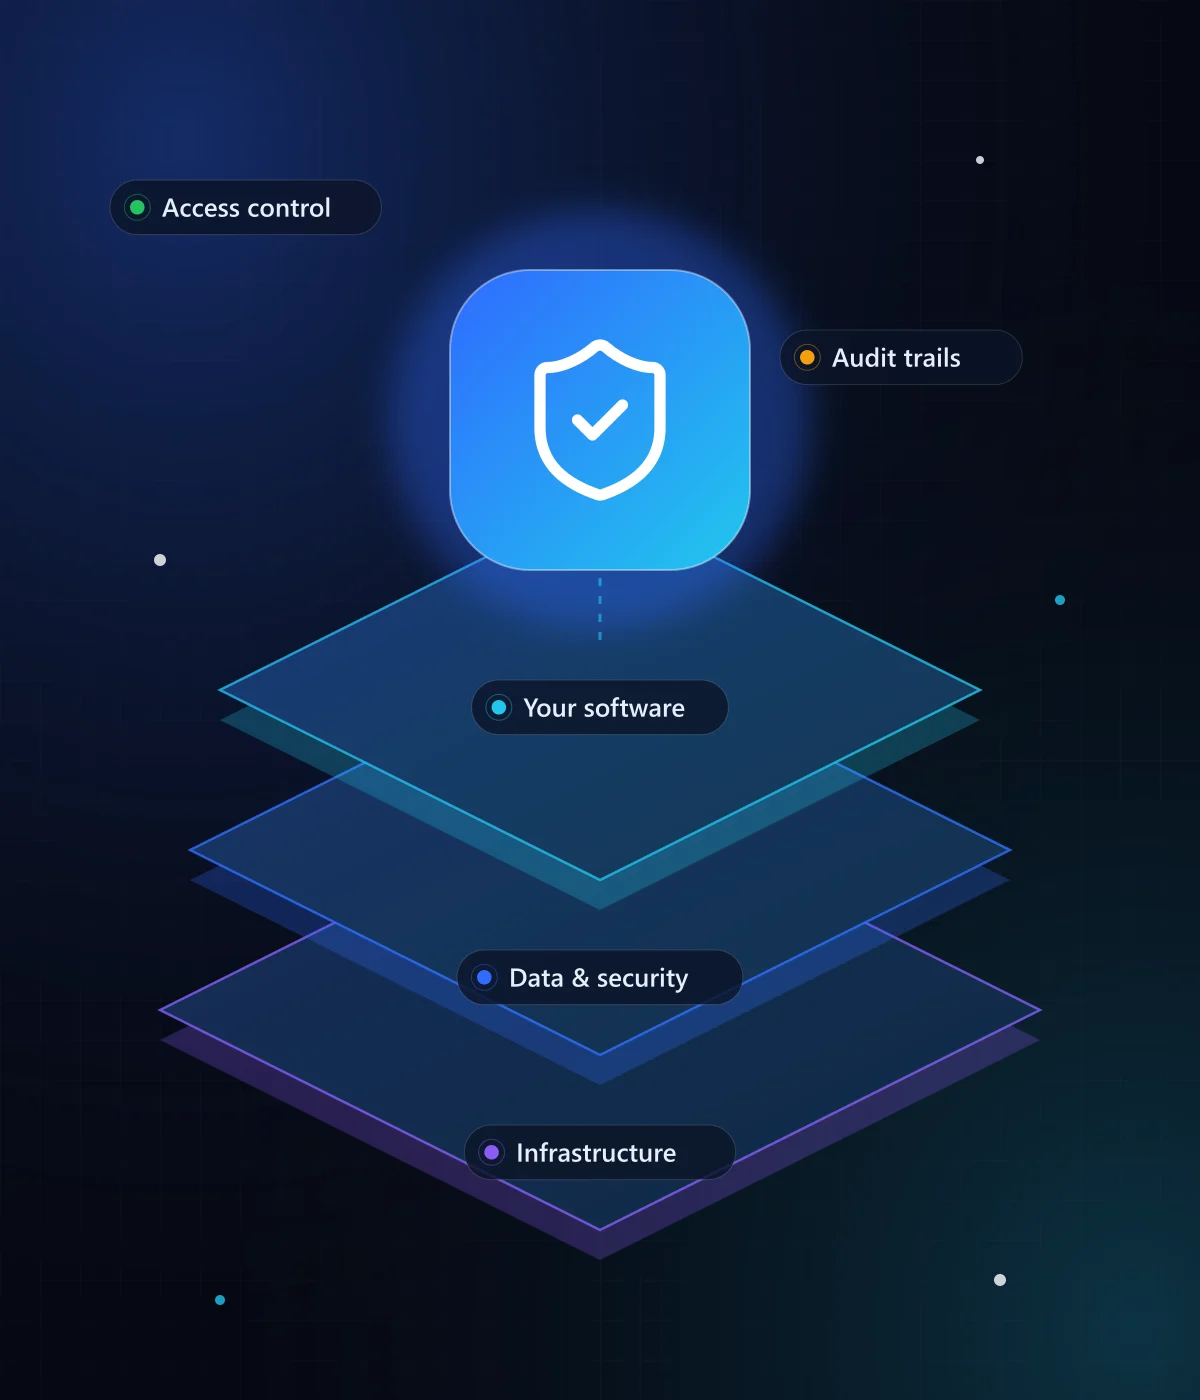 Access control
Audit trails
Your software
Data & security
Infrastructure